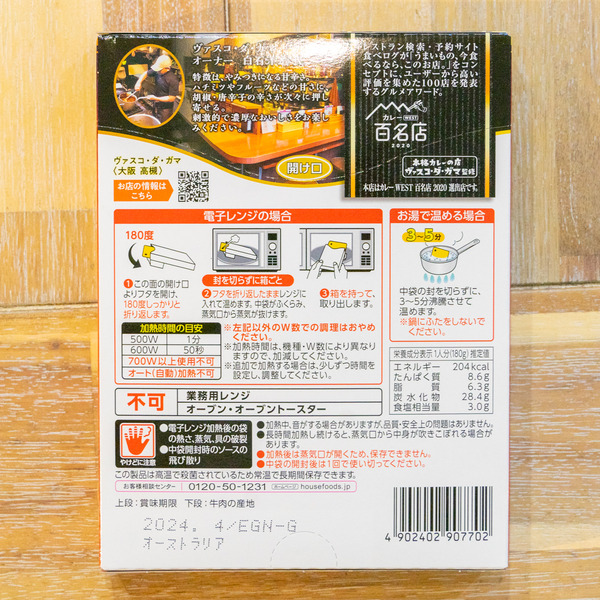 ヴァスコ・ダ・ガマ
オーナー
特徴は、やみつきになる甘辛さ。
ハチミツやフルーツなどの甘さに、
胡椒・唐辛子の辛さが次々に押し
寄せる。
刺激的で濃厚なおいしさをお楽し
みください。
ヴァスコ・ダ・ガマ
(大阪 高槻)
お店の情報は
こちら
開け口
レストラン検索・予約サイト
食べログが「うまいもの、今食
べるなら、このお店。」をコン
セプトに、ユーザーから高い
評価を集めた100店を発表
するグルメアワード。
カレー WEST
百名店
2020
本格カレーの店
ヴァスコ・ダ・ガマ 監修
本店はカレー WEST 百名店 2020 選出店です。
電子レンジの場合
180度
❶この面の開け口
よりフタを開け、
180度しっかりと
折り返します。
封を切らずに箱ごと
❷フタを折り返したままレンジに
入れて温めます。中袋がふくらみ、
蒸気口から蒸気が抜けます。
❸箱を持って、
取り出します。
加熱時間の目安
500W 1分
600W 50秒
700W以上使用不可
オート(自動)加熱不可
※左記以外のW数での調理はおやめ
ください。
※加熱時間は、機種・W数により異なり
ますので、加減してください。
※追加で加熱する場合は、少しずつ時間を
設定し、調整してください。
不可
業務用レンジ
オーブン・オーブントースター
お湯で温める場合
3~5分
中袋の封を切らずに、
3~5分沸騰させて
温めます。
※鍋にふたをしないで
ください。
栄養成分表示 1人分(180g)推定値
エネルギー 204kcal
たんぱく質 8.6g
脂質 6.3g
炭水化物 28.4g
食塩相当量 3.0g
やけどに注意
●電子レンジ加熱後の袋
の熱さ、蒸気、具の破裂
●中袋開封時のソースの
飛び散り
●加熱中、音がする場合がありますが、品質・安全上の問題はありません。
●長時間加熱し続けると、蒸気口から中身が吹きこぼれる場合が
あります。
●加熱後は蒸気口が開くため、保存できません。
●中袋の開封後は1回で使い切ってください。
この製品は高温で殺菌されているため常温で長期間保存できます。
お客様相談センター 0120-50-1231 ホームページ housefoods.jp
上段:賞味期限 下段:牛肉の産地
2024. 4/EGN-G
オーストラリア
4 902402 907702